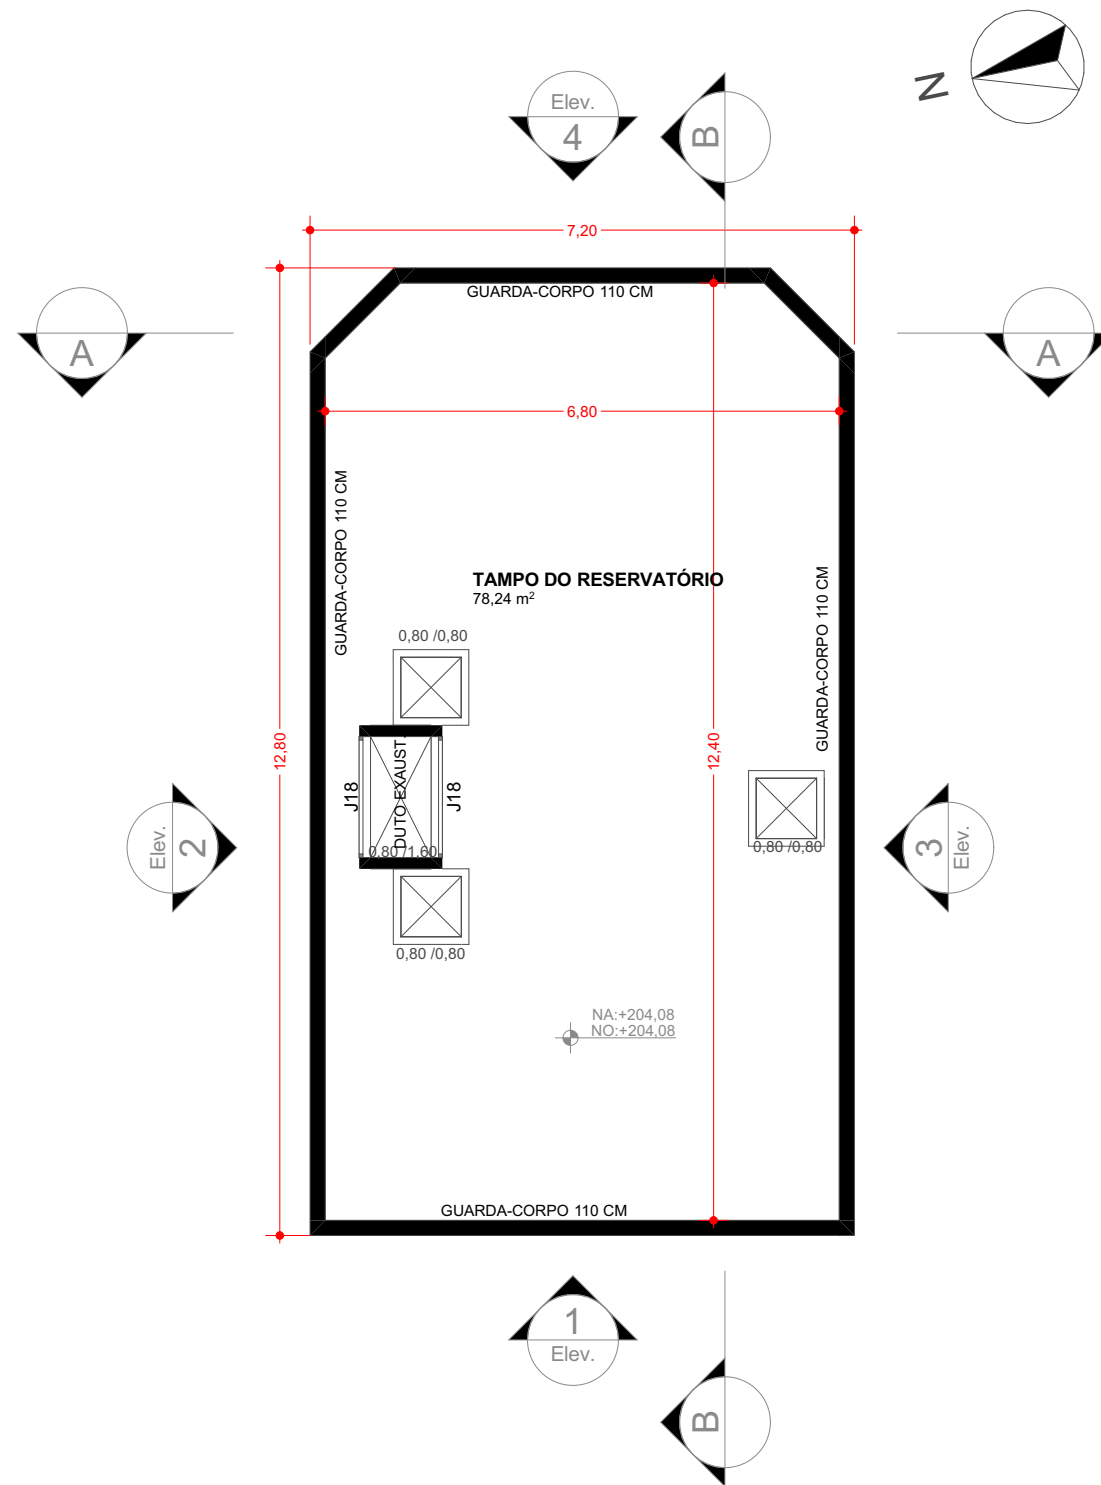 N
Elev.
4
B
7,20
GUARDA-CORPO 110 CM
A
A
6,80
GUARDA-CORPO 110 CM
TAMPO DO RESERVATÓRIO
78,24 m²
GUARDA-CORPO 110 CM
0,80 /0,80
12,80
12,40
J18
DUTO EXAUST.
J18
0,80 /1,60
0,80 /0,80
Elev.
2
3
Elev.
0,80 /0,80
NA:+204,08
NO:+204,08
GUARDA-CORPO 110 CM
1
Elev.
B